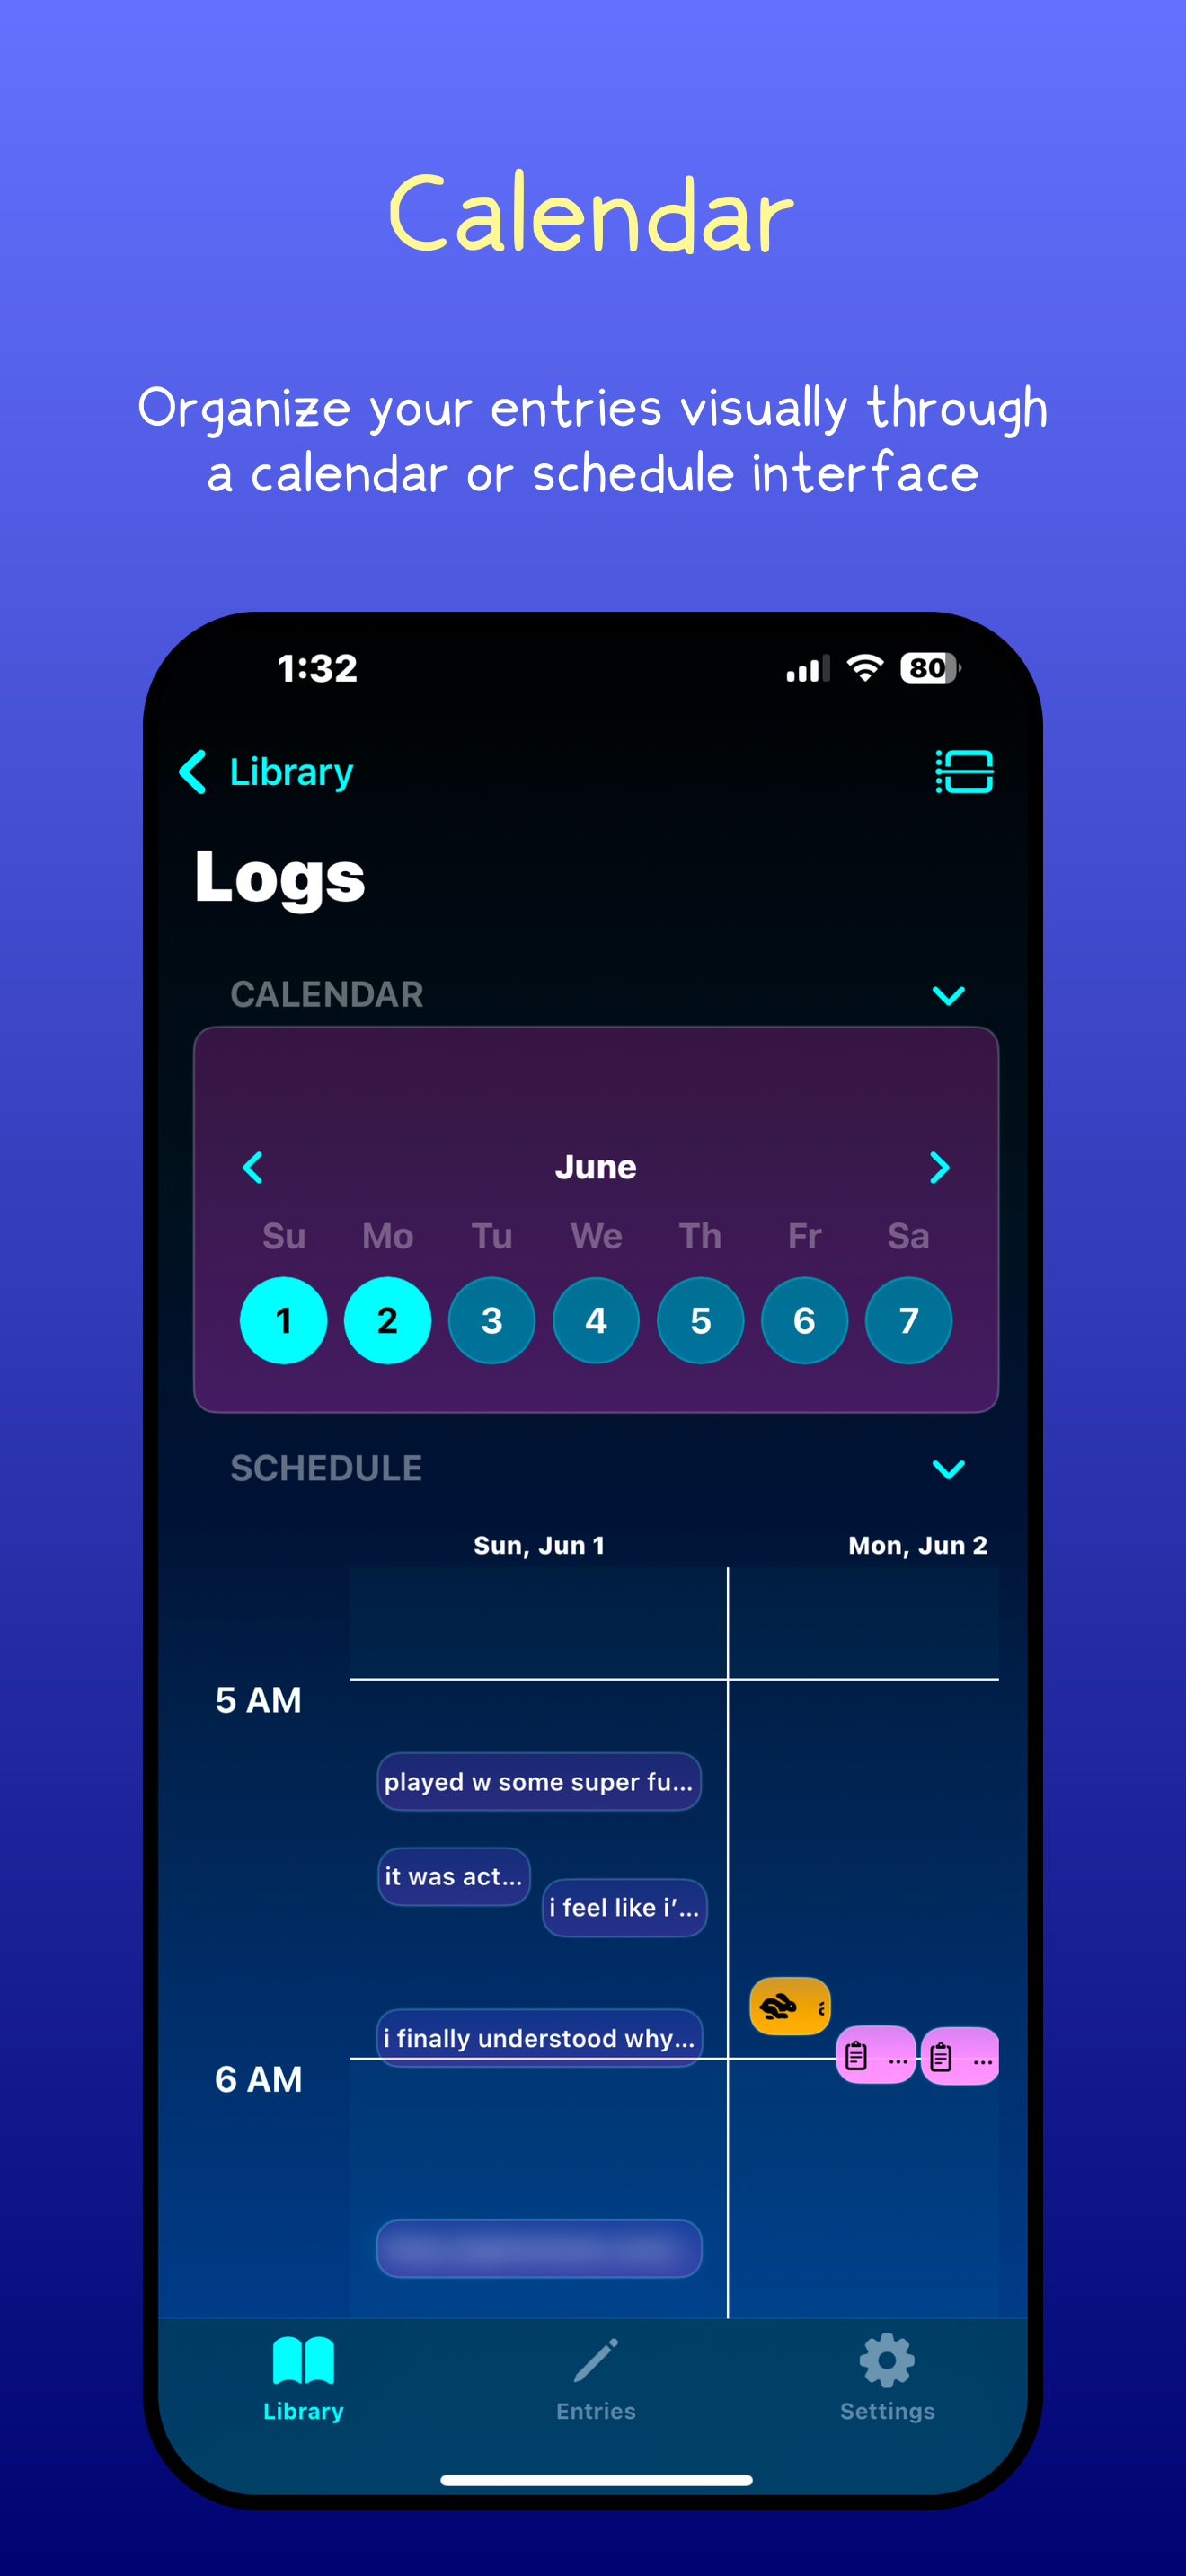 Calendar
Organize your entries visually through
a calendar or schedule interface
1:32
80
Library
Logs
CALENDAR
June
Su Mo Tu We Th Fr Sa
1 2 3 4 5 6 7
SCHEDULE
Sun, Jun 1 Mon, Jun 2
5 AM
played w some super fu...
it was act...
i feel like i'...
i finally understood why...
...
...
6 AM
Library Entries Settings